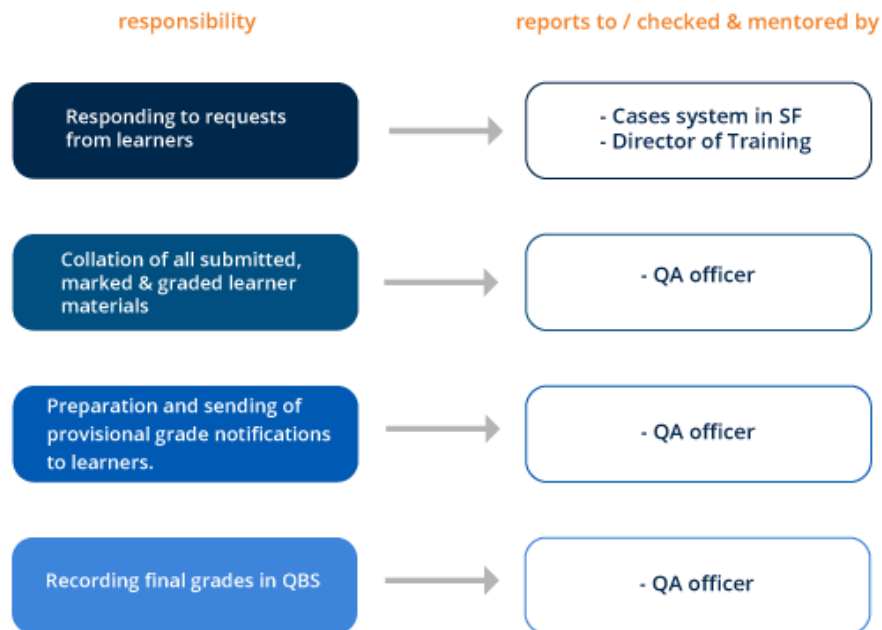 responsibility
reports to / checked & mentored by
Responding to requests
from learners
- Cases system in SF
- Director of Training
Collation of all submitted,
marked & graded learner
materials
- QA officer
Preparation and sending of
provisional grade notifications
to learners.
- QA officer
Recording final grades in QBS
- QA officer